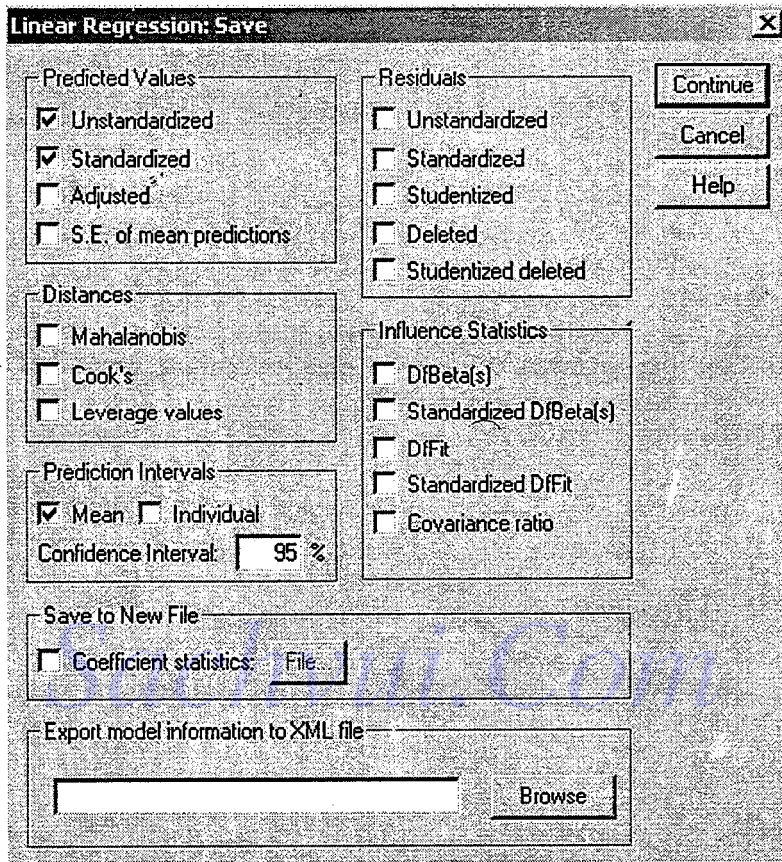 Linear Regression: Save
Predicted Values
Unstandardized
Standardized
Adjusted
S.E. of mean predictions
Distances
Mahalanobis
Cook's
Leverage values
Prediction Intervals
Mean Individual
Confidence Interval: 95 %
Residuals
Unstandardized
Standardized
Studentized
Deleted
Studentized deleted
Influence Statistics
DfBeta(s)
Standardized DfBeta(s)
DfFit
Standardized DfFit
Covariance ratio
Continue
Cancel
Help
Save to New File
Coefficient statistics: File...
Sachvui.Com
Export model information to XML file
Browse